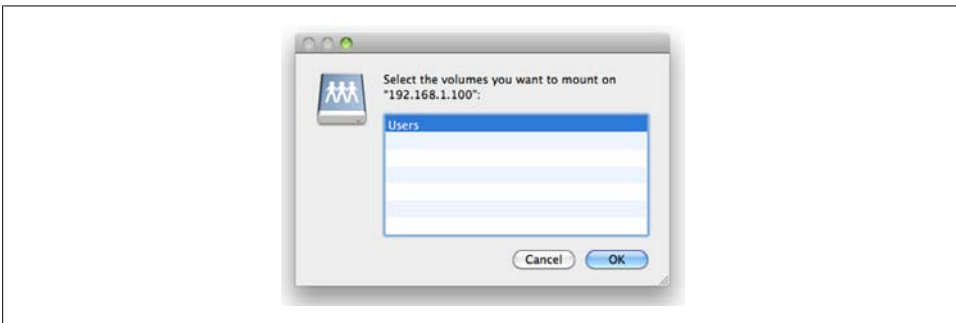 Select the volumes you want to mount on
"192.168.1.100":
Users
Cancel
OK